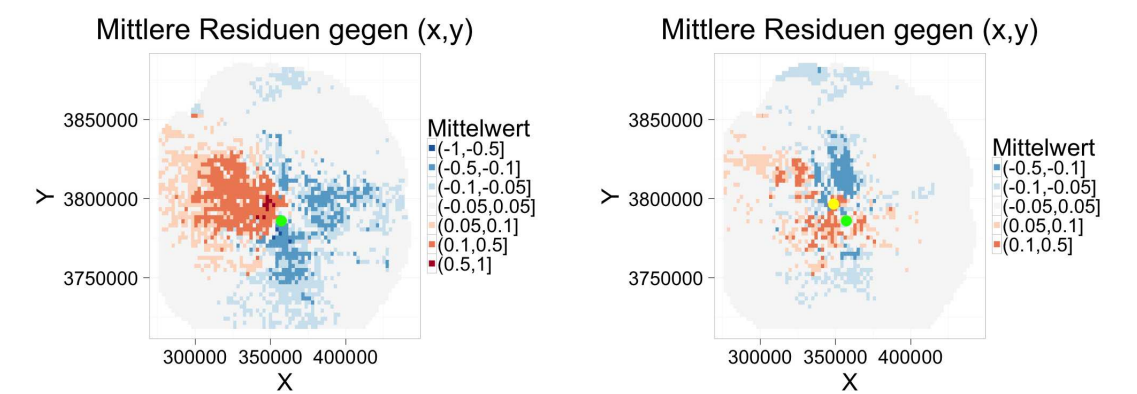 Mittlere Residuen gegen (x,y)
Y
3850000
3800000
3750000
300000 350000 400000
X
Mittelwert
(-1,-0.5]
(-0.5,-0.1]
(-0.1,-0.05]
(-0.05,0.05]
(0.05,0.1]
(0.1,0.5]
(0.5,1]
Mittlere Residuen gegen (x,y)
Y
3850000
3800000
3750000
300000 350000 400000
X
Mittelwert
(-0.5,-0.1]
(-0.1,-0.05]
(-0.05,0.05]
(0.05,0.1]
(0.1,0.5]